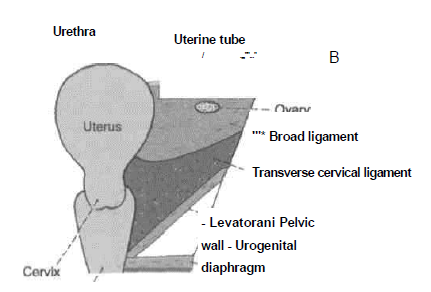 Urethra
Uterine tube
B
Ovary
Uterus
"'* Broad ligament
Transverse cervical ligament
- Levatorani Pelvic
wall - Urogenital
diaphragm
Cervix